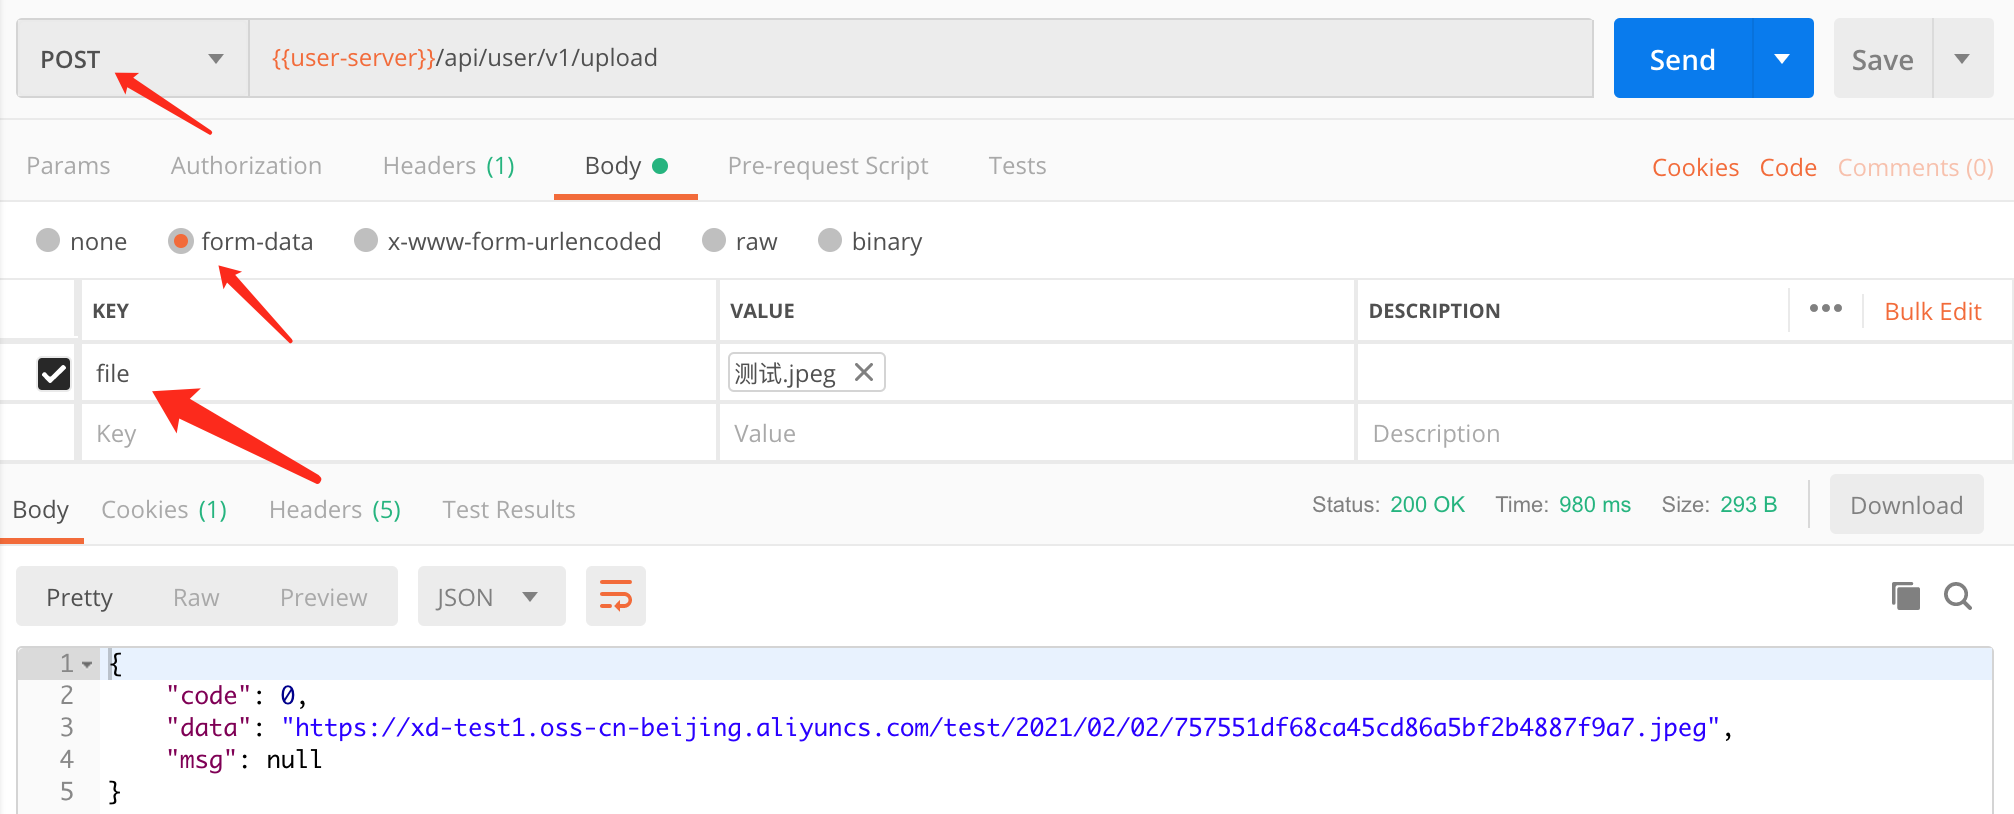 POST {{user-server}}/api/user/v1/upload Send Save
Params Authorization Headers (1) Body Pre-request Script Tests Cookies Code Comments (0)
none form-data x-www-form-urlencoded raw binary
KEY VALUE DESCRIPTION ••• Bulk Edit
file 测试.jpeg
Key Value Description
Body Cookies (1) Headers (5) Test Results Status: 200 OK Time: 980 ms Size: 293 B Download
Pretty Raw Preview JSON
1 {
2 "code": 0,
3 "data": "https://xd-test1.oss-cn-beijing.aliyuncs.com/test/2021/02/02/757551df68ca45cd86a5bf2b4887f9a7.jpeg",
4 "msg": null
5 }